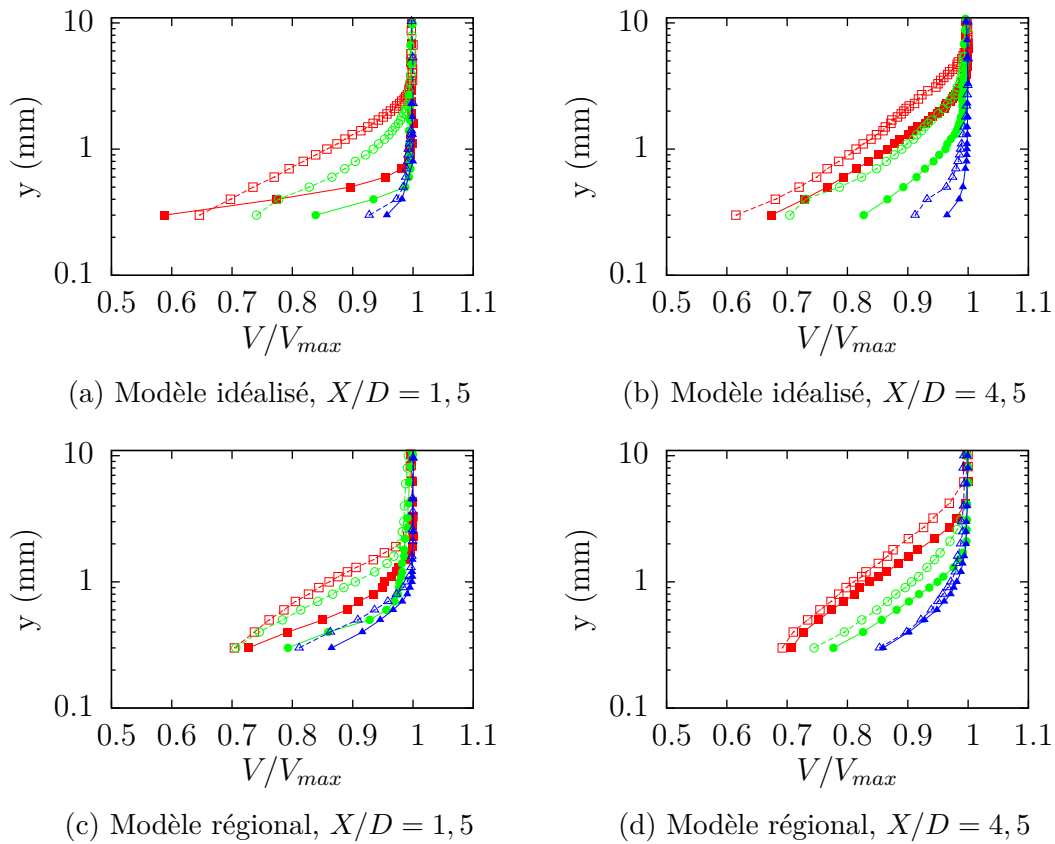 10
1
0.1
y (mm)
0.5 0.6 0.7 0.8 0.9 1 1.1
V/V_max
(a) Modèle idéalisé, X/D = 1, 5
10
1
0.1
y (mm)
0.5 0.6 0.7 0.8 0.9 1 1.1
V/V_max
(b) Modèle idéalisé, X/D = 4, 5
10
1
0.1
y (mm)
0.5 0.6 0.7 0.8 0.9 1 1.1
V/V_max
(c) Modèle régional, X/D = 1, 5
10
1
0.1
y (mm)
0.5 0.6 0.7 0.8 0.9 1 1.1
V/V_max
(d) Modèle régional, X/D = 4, 5